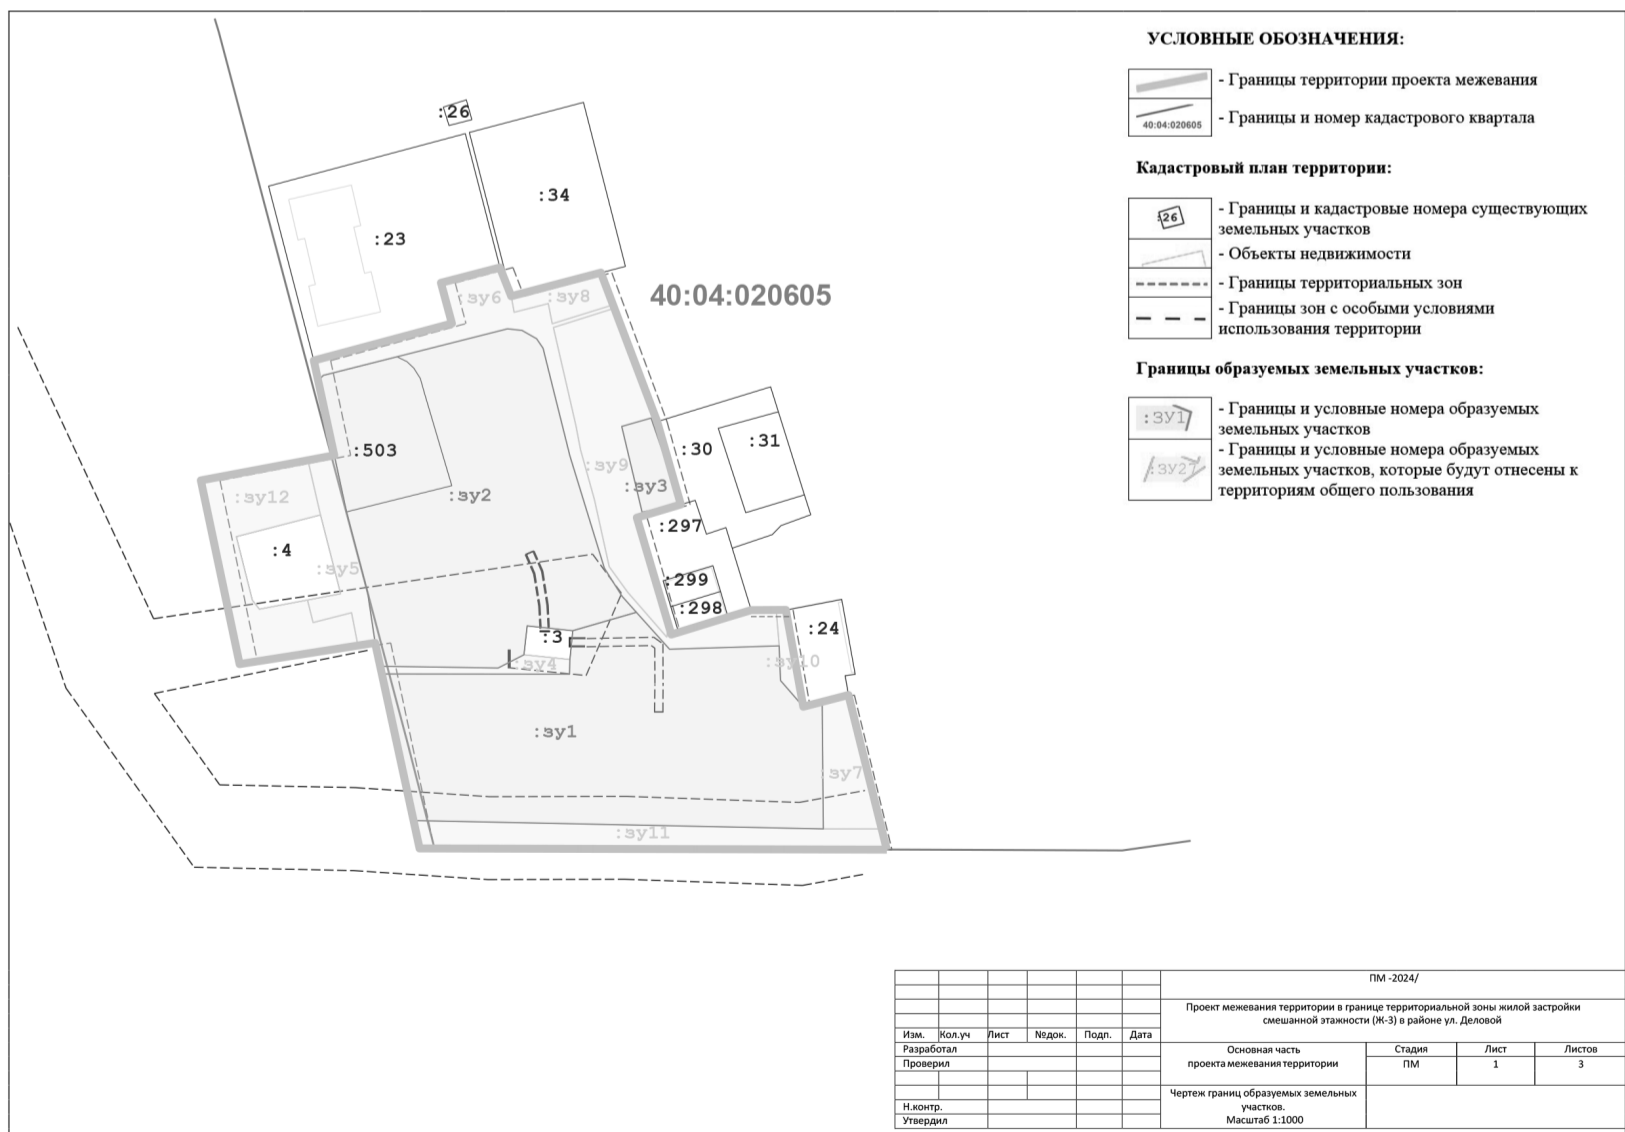 УСЛОВНЫЕ ОБОЗНАЧЕНИЯ:
- Границы территории проекта межевания
40:04:020605
- Границы и номер кадастрового квартала
Кадастровый план территории:
:26
- Границы и кадастровые номера существующих
земельных участков
- Объекты недвижимости
- Границы территориальных зон
- Границы зон с особыми условиями
использования территории
Границы образуемых земельных участков:
:ЗУ1
- Границы и условные номера образуемых
земельных участков
:ЗУ27
- Границы и условные номера образуемых
земельных участков, которые будут отнесены к
территориям общего пользования
:26
:34
:23
40:04:020605
:зу6
:зу8
:30
:31
:503
:зу9
:зу3
:зу2
:зу12
:297
:4
:зу5
:299
:298
:24
:3
:зу4
:зу10
:зу1
:зу7
:зу11
ПМ -2024/
Проект межевания территории в границе территориальной зоны жилой застройки
смешанной этажности (Ж-3) в районе ул. Деловой
Изм. Кол.уч Лист №док. Подп. Дата
Разработал
Проверил
Н.контр.
Утвердил
Основная часть
проекта межевания территории
Стадия Лист Листов
ПМ 1 3
Чертеж границ образуемых земельных
участков.
Масштаб 1:1000